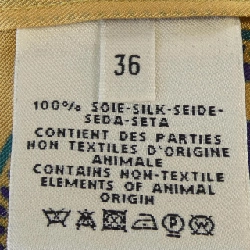 36
100% SOIE-SILK-SEIDE-
SEDA-SETA
CONTIENT DES PARTIES
NON TEXTILES D'ORIGINE
ANIMALE
CONTAINS NON-TEXTILE
ELEMENTS OF ANIMAL
ORIGIN